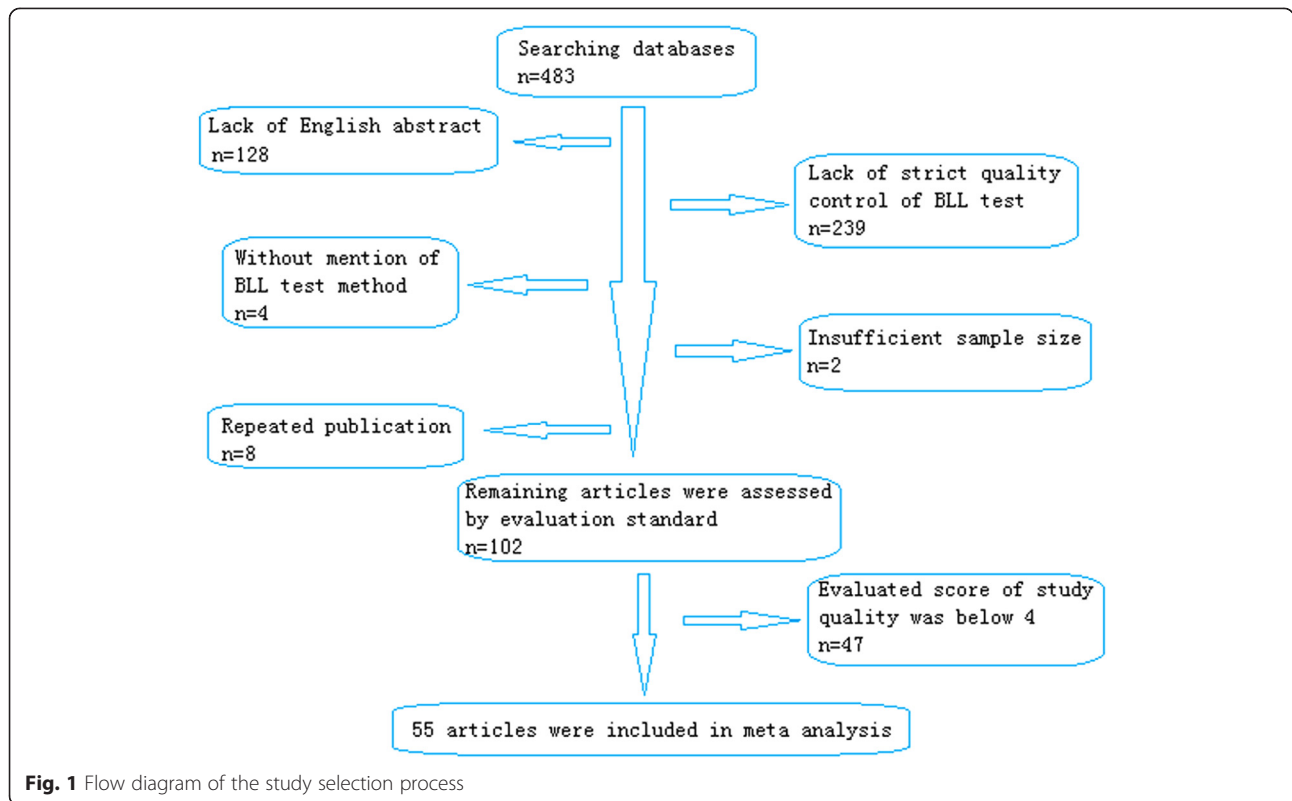 Searching databases
n=483
Lack of English abstract
n=128
Lack of strict quality
control of BLL test
n=239
Without mention of
BLL test method
n=4
Insufficient sample size
n=2
Repeated publication
n=8
Remaining articles were assessed
by evaluation standard
n=102
Evaluated score of study
quality was below 4
n=47
55 articles were included in meta analysis
Fig. 1 Flow diagram of the study selection process